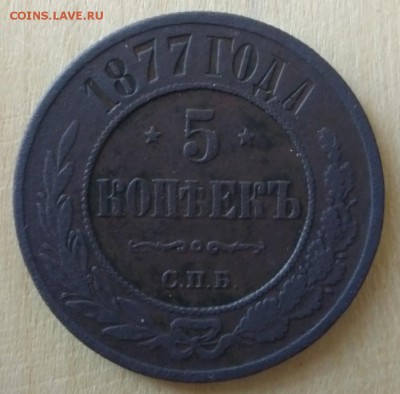 COINS.LAVE.RU
1877 ГОДА
5
КОПѢЕКЪ
С.П.Б.